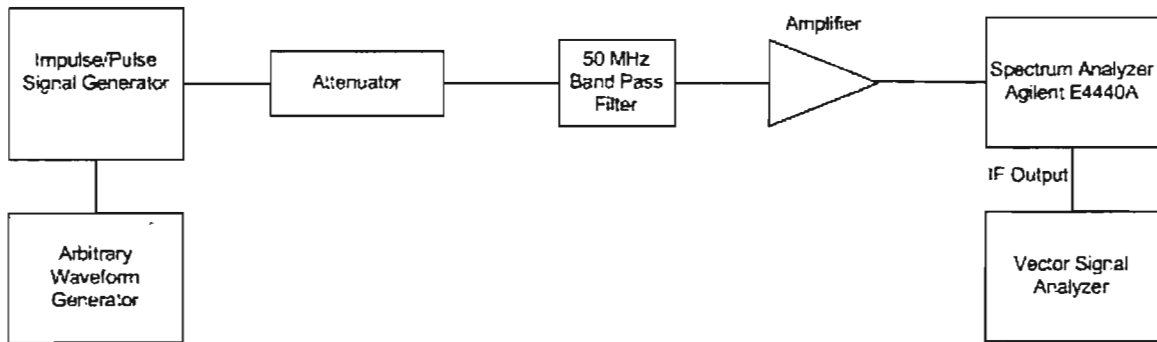 Amplifier
Impulse/Pulse
Signal Generator
Attenuator
50 MHz
Band Pass
Filter
Spectrum Analyzer
Agilent E4440A
IF Output
Arbitrary
Waveform
Generator
Vector Signal
Analyzer